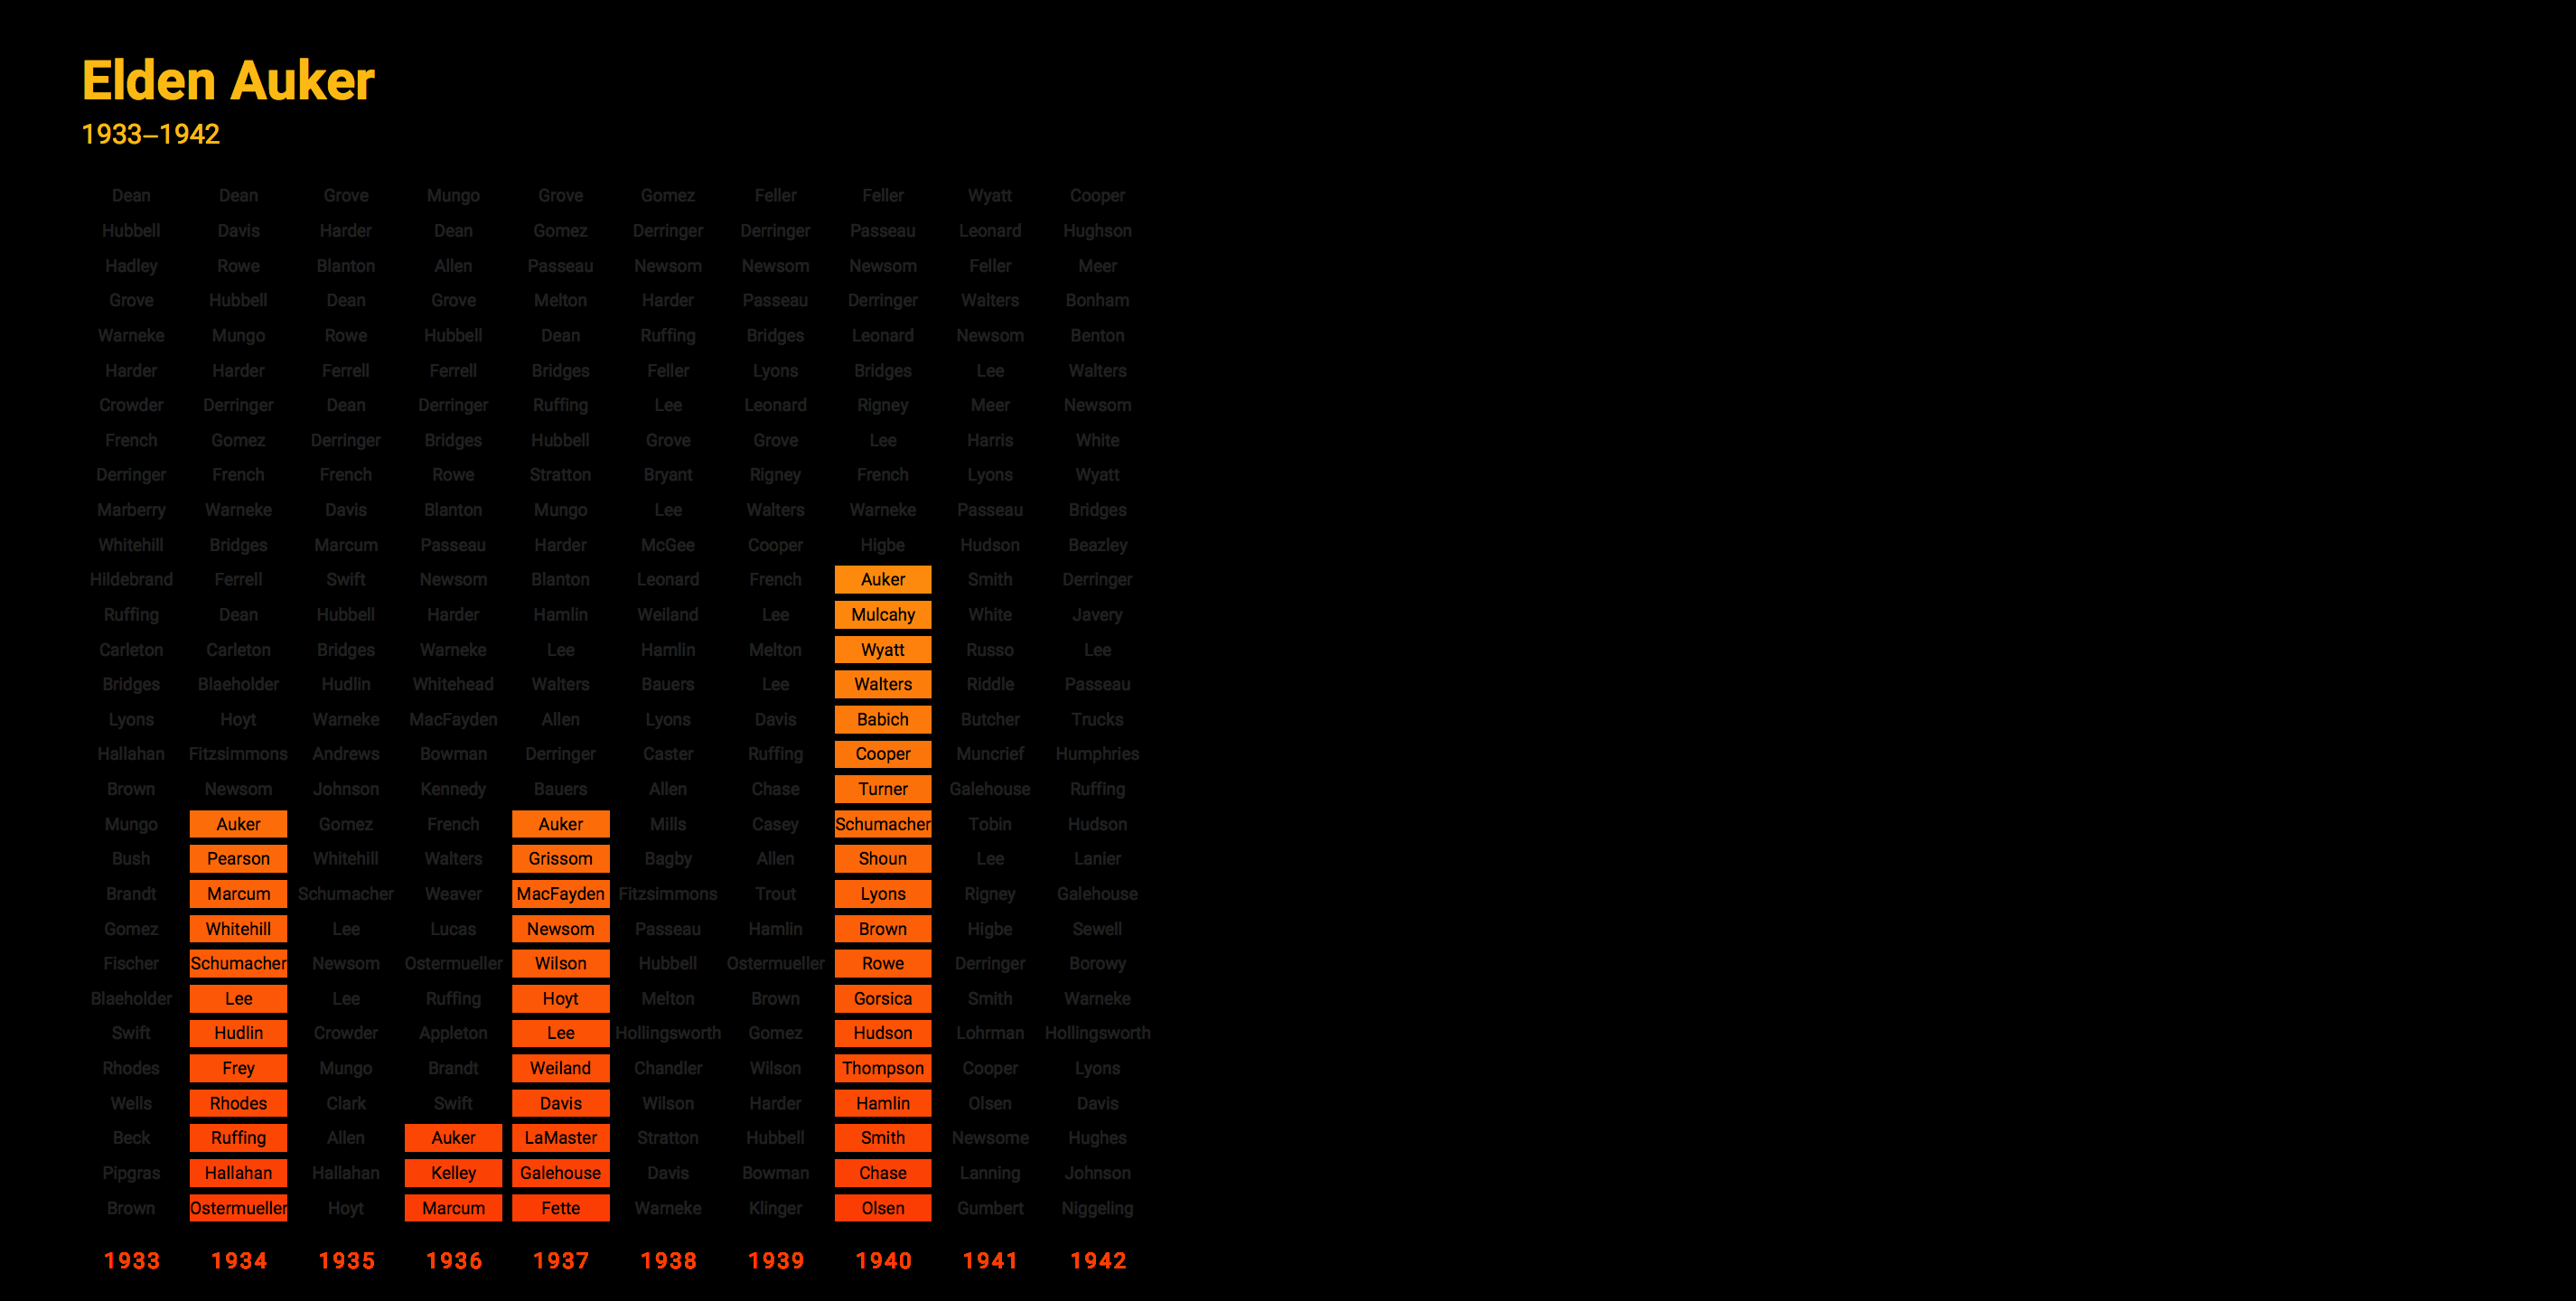 Elden Auker
1933–1942
Dean Dean Grove Mungo Grove Gomez Feller Feller Wyatt Cooper
Hubbell Davis Harder Dean Gomez Derringer Derringer Passeau Leonard Hughson
Hadley Rowe Blanton Allen Passeau Newsom Newsom Newsom Feller Meer
Grove Hubbell Dean Grove Melton Harder Passeau Derringer Walters Bonham
Warneke Mungo Rowe Hubbell Dean Ruffing Bridges Leonard Newsom Benton
Harder Harder Ferrell Ferrell Bridges Feller Lyons Bridges Lee Walters
Crowder Derringer Dean Derringer Ruffing Lee Leonard Rigney Meer Newsom
French Gomez Derringer Bridges Hubbell Grove Grove Lee Harris White
Derringer French French Rowe Stratton Bryant Rigney French Lyons Wyatt
Marberry Warneke Davis Blanton Mungo Lee Walters Warneke Passeau Bridges
Whitehill Bridges Marcum Passeau Harder McGee Cooper Higbe Hudson Beazley
Hildebrand Ferrell Swift Newsom Blanton Leonard French Auker Smith Derringer
Ruffing Dean Hubbell Harder Hamlin Weiland Lee Mulcahy White Javery
Carleton Carleton Bridges Warneke Lee Hamlin Melton Wyatt Russo Lee
Bridges Blaeholder Hudlin Whitehead Walters Bauers Lee Walters Riddle Passeau
Lyons Hoyt Warneke MacFayden Allen Lyons Davis Babich Butcher Trucks
Hallahan Fitzsimmons Andrews Bowman Derringer Caster Ruffing Cooper Muncrief Humphries
Brown Newsom Johnson Kennedy Bauers Allen Chase Turner Galehouse Ruffing
Mungo Auker Gomez French Auker Mills Casey Schumacher Tobin Hudson
Bush Pearson Whitehill Walters Grissom Bagby Allen Shoun Lee Lanier
Brandt Marcum Schumacher Weaver MacFayden Fitzsimmons Trout Lyons Rigney Galehouse
Gomez Whitehill Lee Lucas Newsom Passeau Hamlin Brown Higbe Sewell
Fischer Schumacher Newsom Ostermueller Wilson Hubbell Ostermueller Rowe Derringer Borowy
Blaeholder Lee Lee Ruffing Hoyt Melton Brown Gorsica Smith Warneke
Swift Hudlin Crowder Appleton Lee Hollingsworth Gomez Hudson Lohrman Hollingsworth
Rhodes Frey Mungo Brandt Weiland Chandler Wilson Thompson Cooper Lyons
Wells Rhodes Clark Swift Davis Wilson Harder Hamlin Olsen Davis
Beck Ruffing Allen Auker LaMaster Stratton Hubbell Smith Newsome Hughes
Pipgras Hallahan Hallahan Kelley Galehouse Davis Bowman Chase Lanning Johnson
Brown Ostermueller Hoyt Marcum Fette Warneke Klinger Olsen Gumbert Niggeling
1933 1934 1935 1936 1937 1938 1939 1940 1941 1942